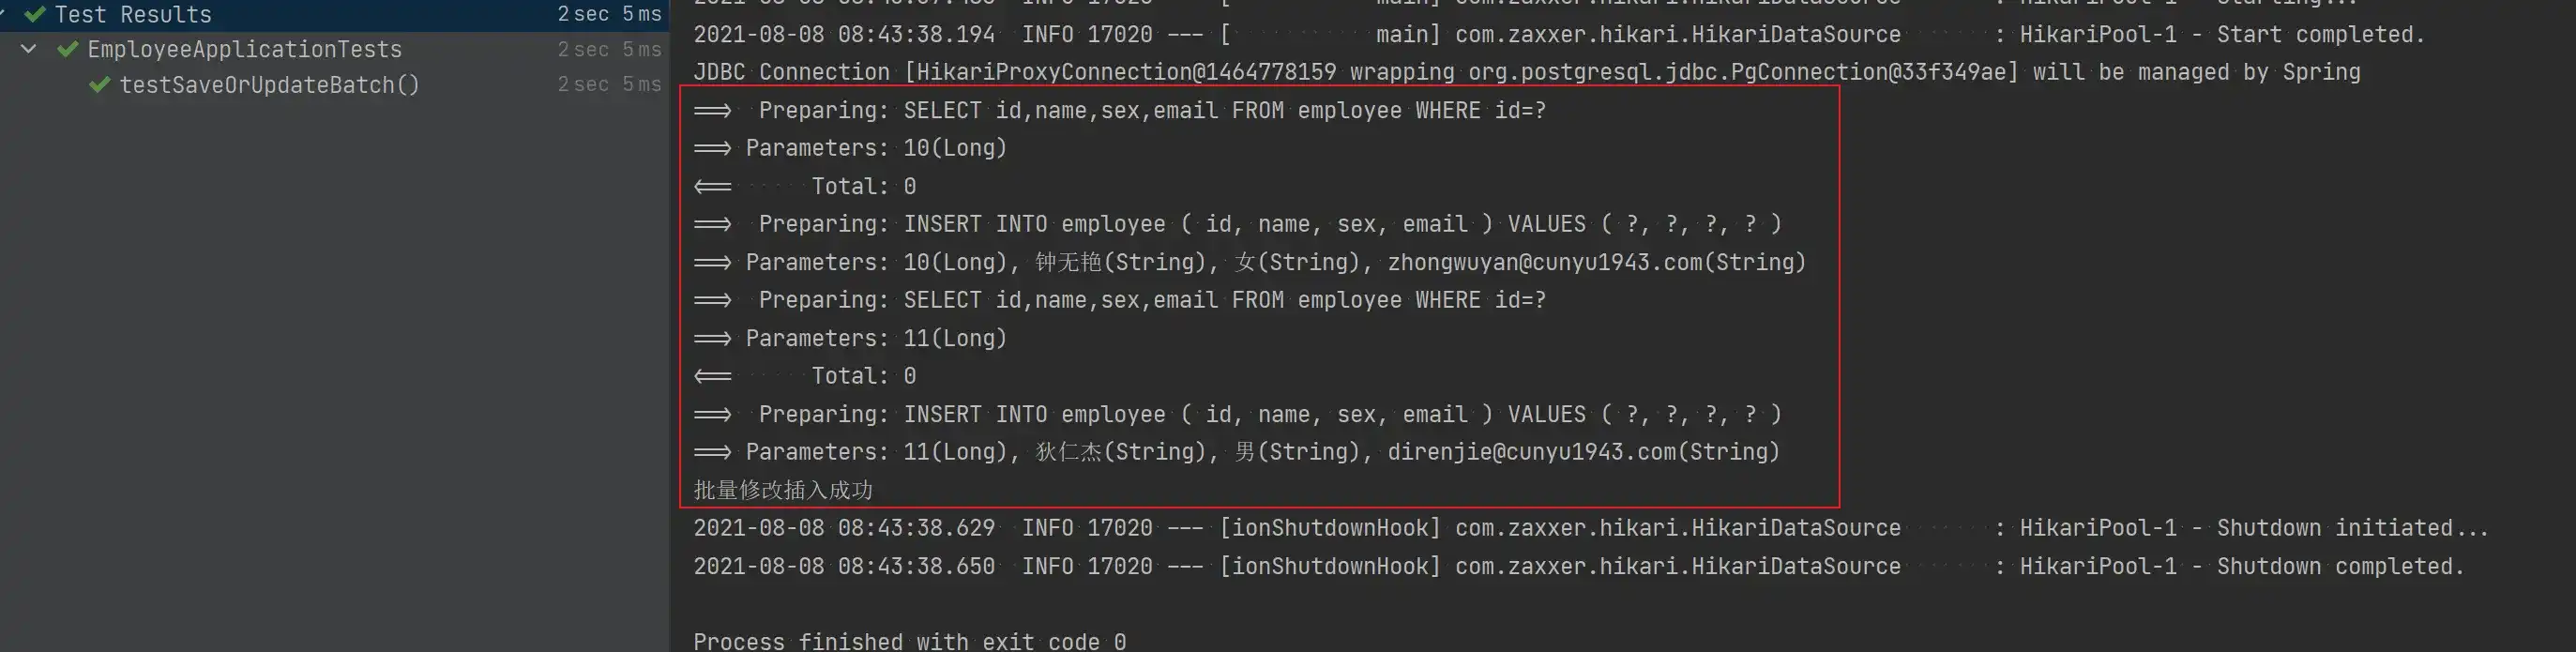 Test Results 2 sec 5 ms
EmployeeApplicationTests 2 sec 5 ms
testSaveOrUpdateBatch() 2 sec 5 ms
2021-08-08 08:43:38.194 INFO 17020 --- [ main] com.zaxxer.hikari.HikariDataSource : HikariPool-1 - Start completed.
JDBC Connection [HikariProxyConnection@1464778159 wrapping org.postgresql.jdbc.PgConnection@33f349ae] will be managed by Spring
==> Preparing: SELECT id,name,sex,email FROM employee WHERE id=?
==> Parameters: 10(Long)
<== Total: 0
==> Preparing: INSERT INTO employee ( id, name, sex, email ) VALUES ( ?, ?, ?, ? )
==> Parameters: 10(Long), 钟无艳(String), 女(String), zhongwuyan@cunyu1943.com(String)
==> Preparing: SELECT id,name,sex,email FROM employee WHERE id=?
==> Parameters: 11(Long)
<== Total: 0
==> Preparing: INSERT INTO employee ( id, name, sex, email ) VALUES ( ?, ?, ?, ? )
==> Parameters: 11(Long), 狄仁杰(String), 男(String), direnjie@cunyu1943.com(String)
批量修改插入成功
2021-08-08 08:43:38.629 INFO 17020 --- [ionShutdownHook] com.zaxxer.hikari.HikariDataSource : HikariPool-1 - Shutdown initiated...
2021-08-08 08:43:38.650 INFO 17020 --- [ionShutdownHook] com.zaxxer.hikari.HikariDataSource : HikariPool-1 - Shutdown completed.
Process finished with exit code 0